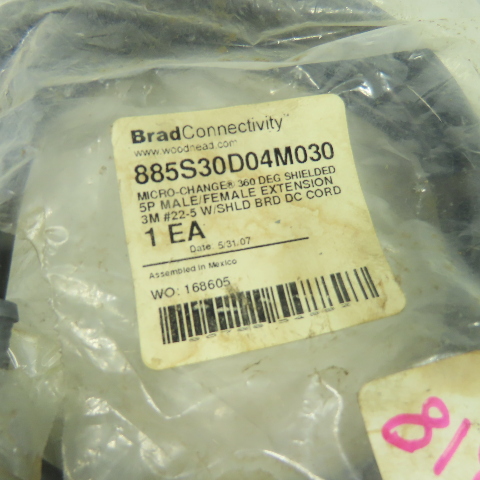 BradConnectivity™
www.woodhead.com
885S30D04M030
MICRO-CHANGE® 360 DEG SHIELDED
5P MALE/FEMALE EXTENSION
3M #22-5 W/SHLD BRD DC CORD
1 EA
Date: 5/31/07
Assembled in Mexico
WO: 168605